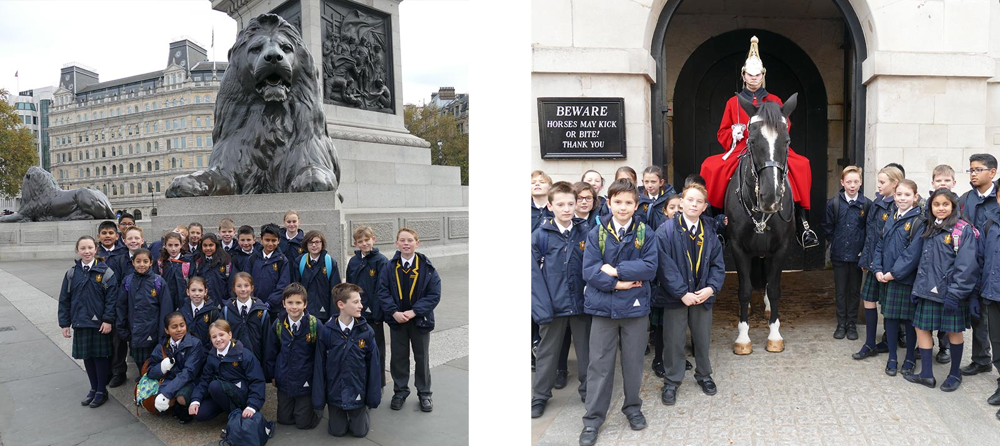 BEWARE
HORSES MAY KICK
OR BITE!
THANK YOU